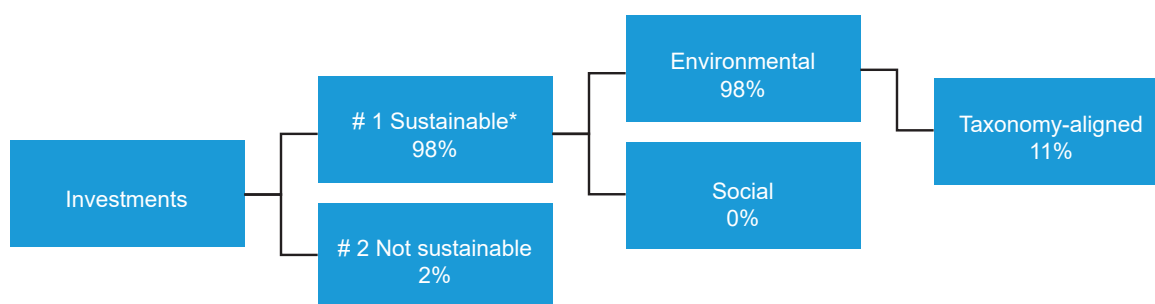 Investments
# 1 Sustainable*
98%
# 2 Not sustainable
2%
Environmental
98%
Social
0%
Taxonomy-aligned
11%